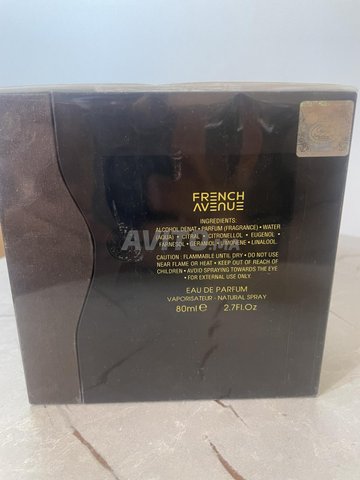 FRENCH
AVENUE
INGREDIENTS:
ALCOHOL DENAT • PARFUM (FRAGRANCE) • WATER
(AQUA) • CITRAL • CITRONELLOL • EUGENOL •
FARNESOL • GERANIOL • LIMONENE • LINALOOL.
AVITO.MA
CAUTION : FLAMMABLE UNTIL DRY • DO NOT USE
NEAR FLAME OR HEAT • KEEP OUT OF REACH OF
CHILDREN • AVOID SPRAYING TOWARDS THE EYE
• FOR EXTERNAL USE ONLY
EAU DE PARFUM
VAPORISATEUR - NATURAL SPRAY
80ml℮ 2.7Fl.Oz